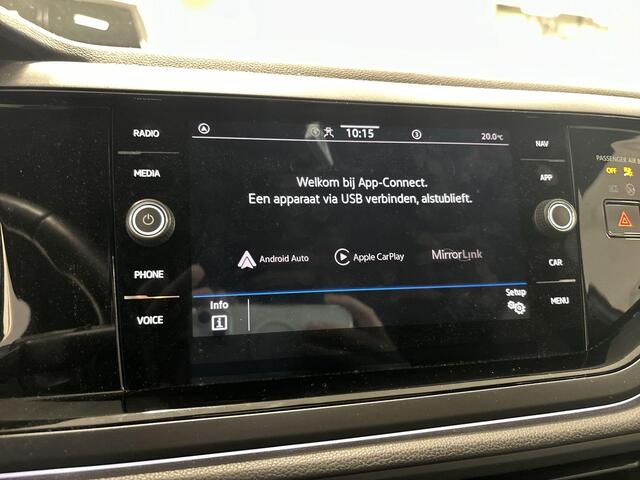 RADIO
MEDIA
PHONE
VOICE
10:15
3
20.0°C
Welkom bij App-Connect.
Een apparaat via USB verbinden, alstublieft.
Android Auto
Apple CarPlay
MirrorLink
Info
Setup
NAV
APP
CAR
MENU
PASSENGER AIR B
OFF